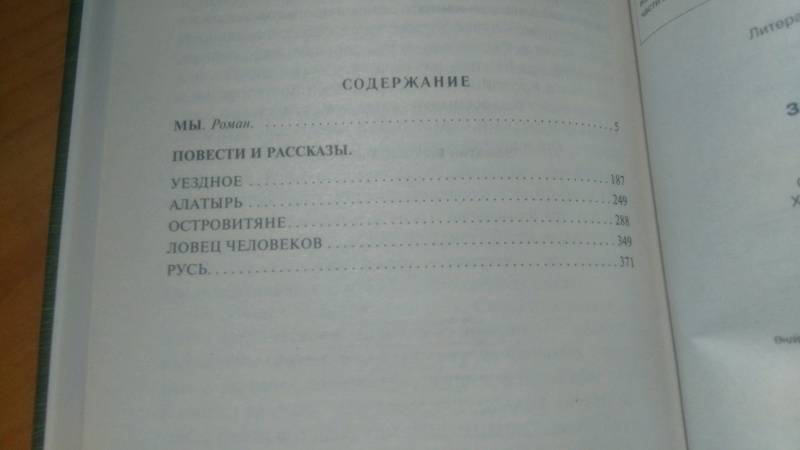 СОДЕРЖАНИЕ
МЫ. Роман. 5
ПОВЕСТИ И РАССКАЗЫ.
УЕЗДНОЕ 187
АЛАТЫРЬ 249
ОСТРОВИТЯНЕ 288
ЛОВЕЦ ЧЕЛОВЕКОВ 349
РУСЬ. 371